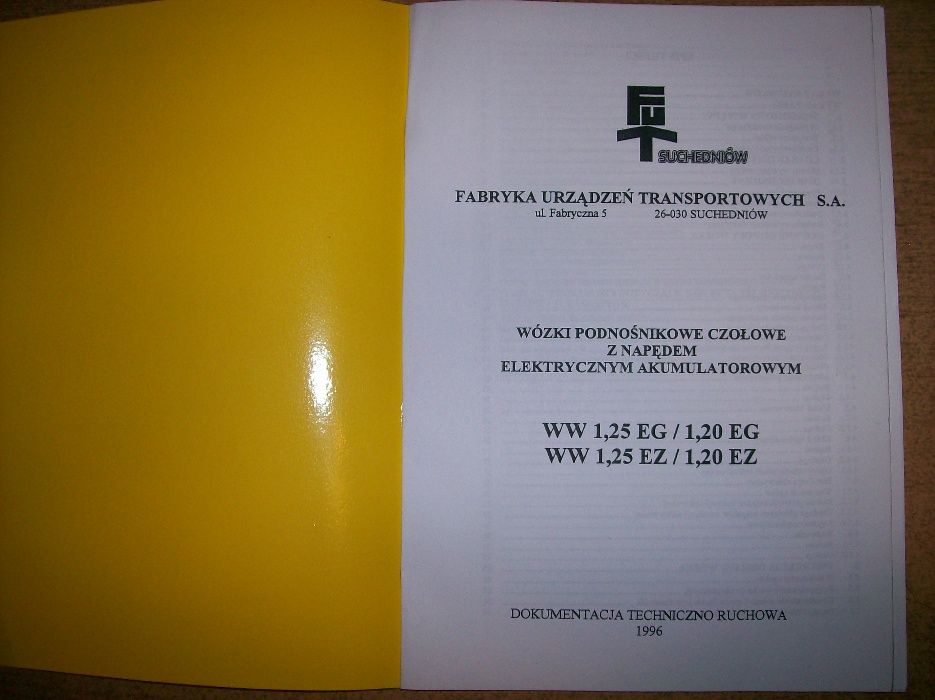 FUT
SUCHEDNIÓW
FABRYKA URZĄDZEŃ TRANSPORTOWYCH S.A.
ul. Fabryczna 5 26-030 SUCHEDNIÓW
WÓZKI PODNOŚNIKOWE CZOŁOWE
Z NAPĘDEM
ELEKTRYCZNYM AKUMULATOROWYM
WW 1,25 EG / 1,20 EG
WW 1,25 EZ / 1,20 EZ
DOKUMENTACJA TECHNICZNO RUCHOWA
1996